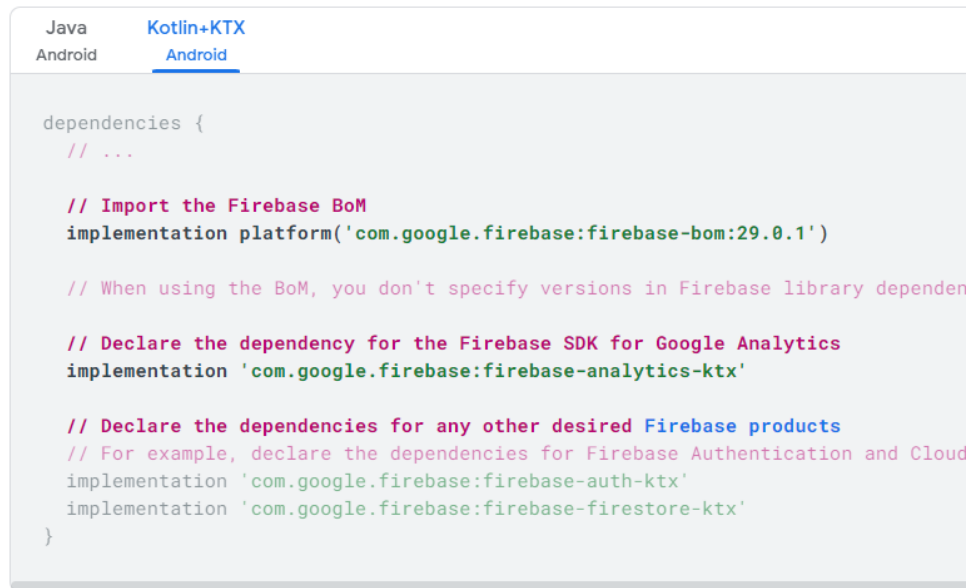 Java
Kotlin+KTX
Android
Android
dependencies {
// ...
// Import the Firebase BoM
implementation platform('com.google.firebase:firebase-bom:29.0.1')
// When using the BoM, you don't specify versions in Firebase library
// Declare the dependency for the Firebase SDK for Google Analytics
implementation 'com.google.firebase:firebase-analytics-ktx'
// Declare the dependencies for any other desired Firebase products
// For example, declare the dependencies for Firebase Authentication and Cloud
implementation 'com.google.firebase:firebase-auth-ktx'
implementation 'com.google.firebase:firebase-firestore-ktx'
}